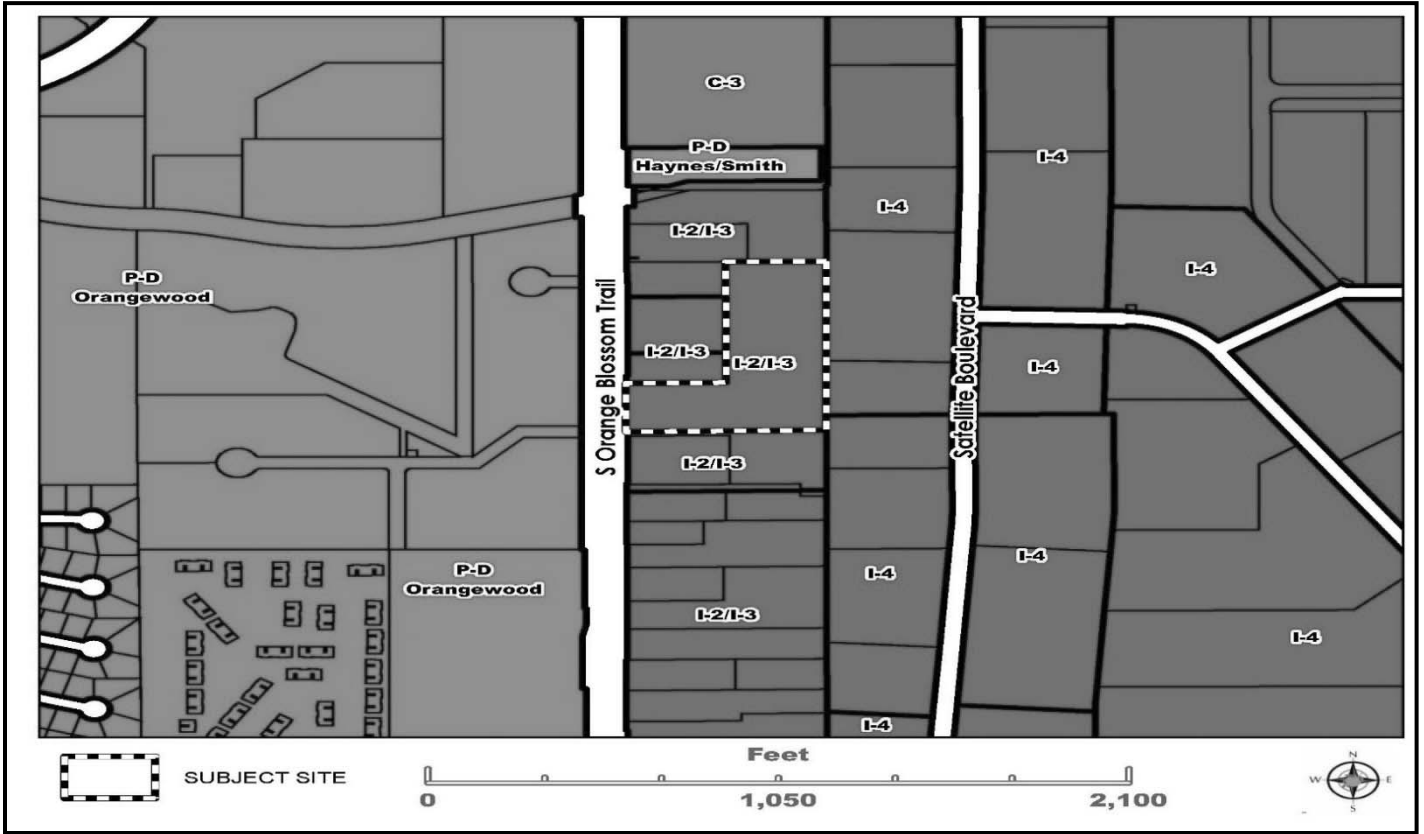 C-3
P-D
Haynes/Smith
I-4
I-4
I-2/I-3
I-4
P-D
Orangewood
S Orange Blossom Trail
Satellite Boulevard
I-2/I-3
I-2/I-3
I-4
I-2/I-3
I-4
I-4
P-D
Orangewood
I-2/I-3
I-4
I-4
SUBJECT SITE
Feet
0
1,050
2,100
N
W
E
S